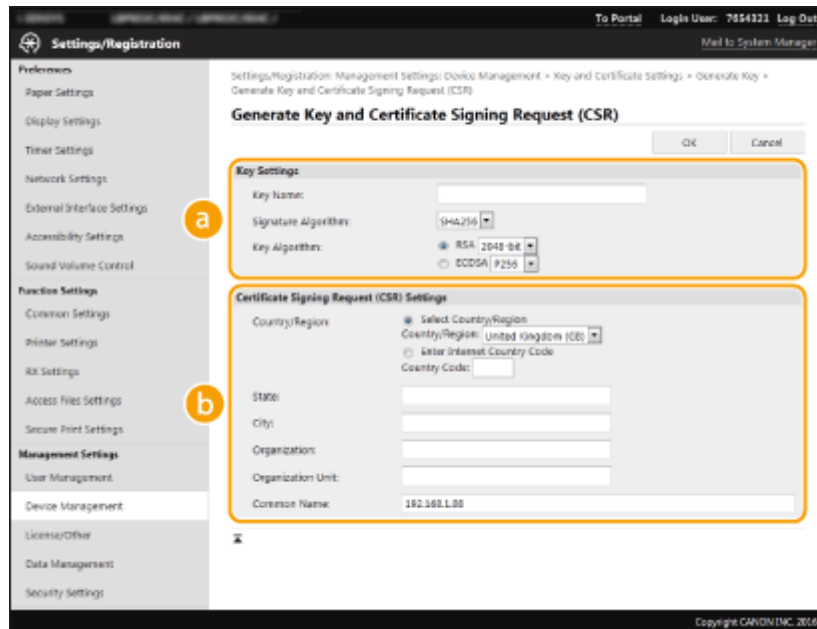 To Portal Login User: 7654321 Log Out
Settings/Registration
Mail to System Manager
Preferences
Paper Settings
Display Settings
Timer Settings
Network Settings
External Interface Settings
Accessibility Settings
Sound Volume Control
Function Settings
Common Settings
Printer Settings
RX Settings
Access Files Settings
Secure Print Settings
Management Settings
User Management
Device Management
License/Other
Data Management
Security Settings
Settings/Registration: Management Settings: Device Management > Key and Certificate Settings > Generate Key >
Generate Key and Certificate Signing Request (CSR)
Generate Key and Certificate Signing Request (CSR)
OK Cancel
a
Key Settings
Key Name:
Signature Algorithm: SHA256
Key Algorithm: RSA 2048-bit
ECDSA P256
b
Certificate Signing Request (CSR) Settings
Country/Region: Select Country/Region
Country/Region: United Kingdom (GB)
Enter Internet Country Code
Country Code:
State:
City:
Organization:
Organization Unit:
Common Name: 192.168.1.88
Copyright CANON INC. 2016